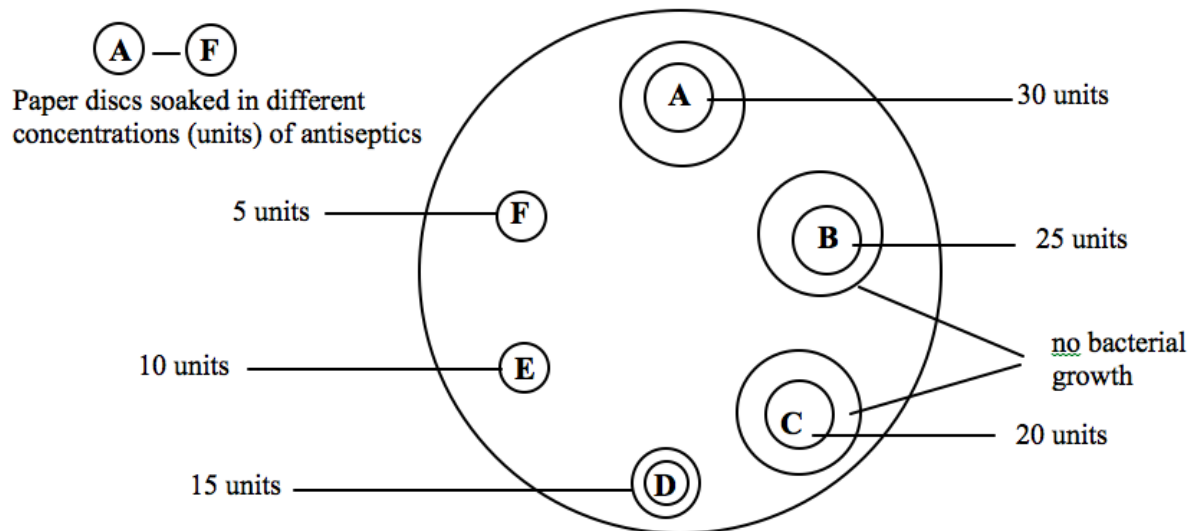 A – F
Paper discs soaked in different
concentrations (units) of antiseptics
A
30 units
5 units
F
B
25 units
no bacterial
growth
10 units
E
C
20 units
15 units
D